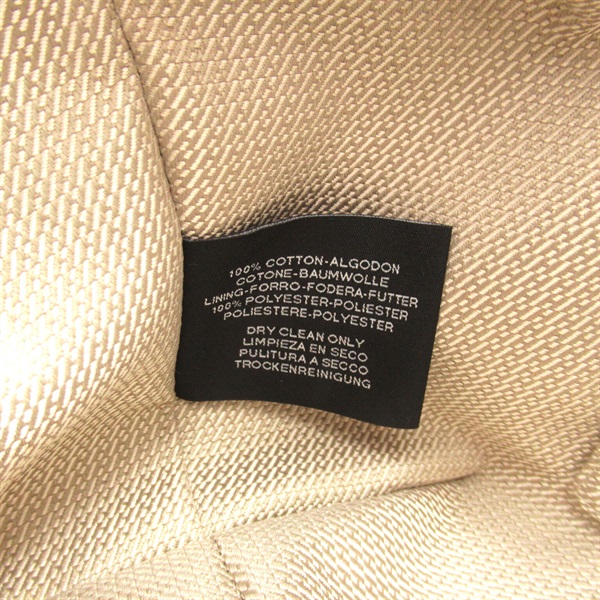 100% COTTON-ALGODON
COTONE-BAUMWOLLE
LINING-FORRO-FODERA-FUTTER
100% POLYESTER-POLIESTER
POLIESTERE-POLYESTER
DRY CLEAN ONLY
LIMPIEZA EN SECO
PULITURA A SECCO
TROCKENREINIGUNG